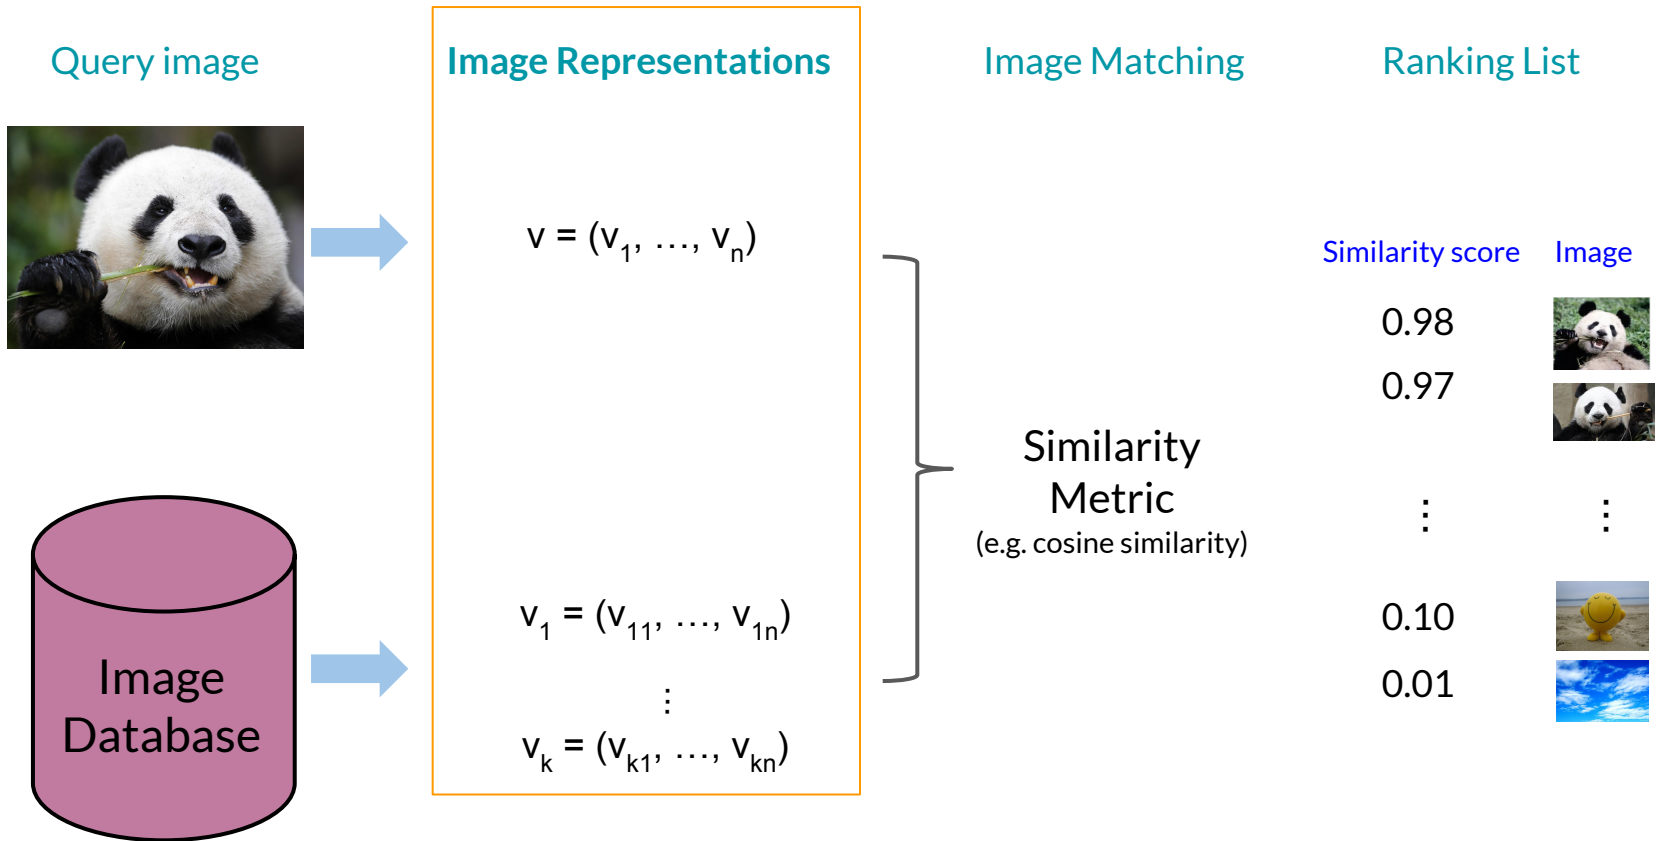 Query image
Image Representations
Image Matching
Ranking List
v = (v₁, …, vₙ)
Similarity score Image
0.98
0.97
Similarity
Metric
(e.g. cosine similarity)
⋮ ⋮
0.10
0.01
Image
Database
v₁ = (v₁₁, …, v₁ₙ)
⋮
vₖ = (vₖ₁, …, vₖₙ)